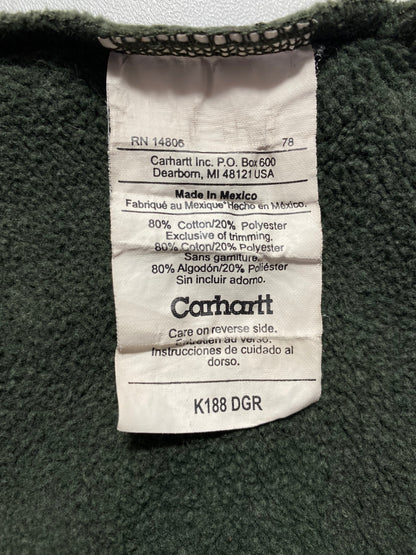 RN 14806 78
Carhartt Inc. P.O. Box 600
Dearborn, MI 48121 USA
Made In Mexico
Fabriqué au Mexique Hecho en México.
80% Cotton/20% Polyester
Exclusive of trimming.
80% Coton/20% Polyester
Sans garniture.
80% Algodón/20% Poliéster
Sin incluir adorno.
Carhartt
Care on reverse side.
Entretien au verso.
Instrucciones de cuidado al
dorso.
K188 DGR